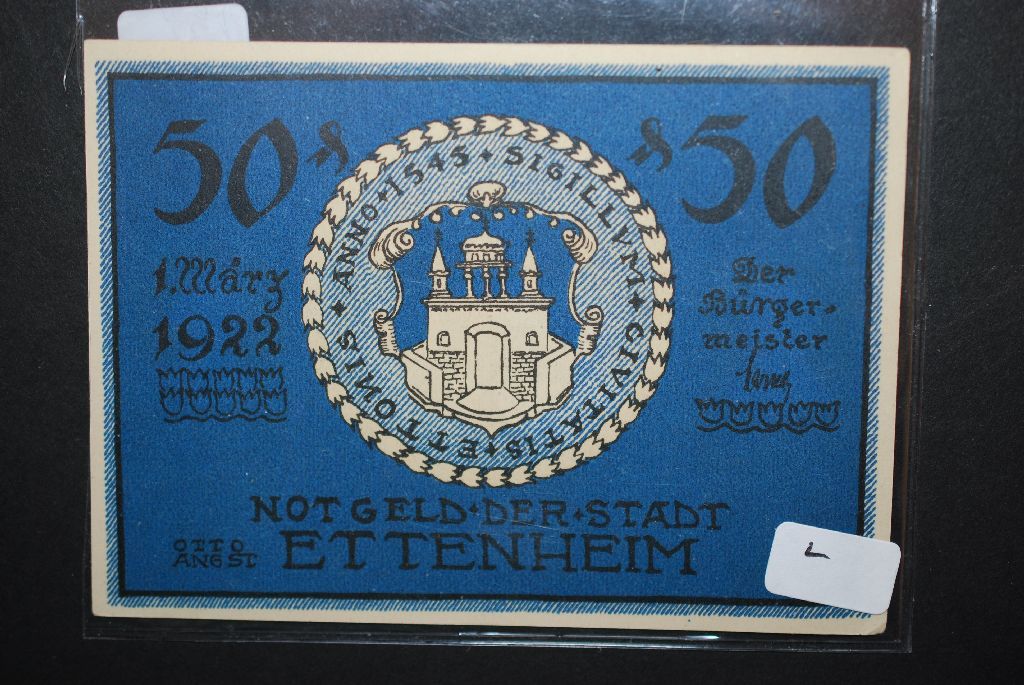 50 ₰
₰ 50
1. März
1922
SIGILLVM · CIVITATIS · ETTONIS · ANNO · 1545 ·
Der
Bürger-
meister
NOTGELD · DER · STADT
ETTENHEIM
OTTO
ANGST